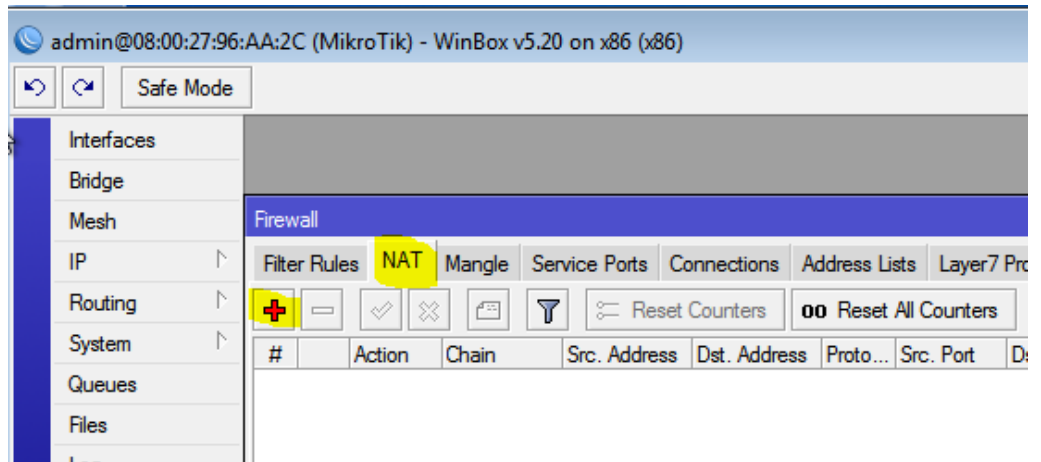 admin@08:00:27:96:AA:2C (MikroTik) - WinBox v5.20 on x86 (x86)
Safe Mode
Interfaces
Bridge
Mesh
IP
Routing
System
Queues
Files
Firewall
Filter Rules NAT Mangle Service Ports Connections Address Lists Layer7 Pro
Reset Counters 00 Reset All Counters
# Action Chain Src. Address Dst. Address Proto... Src. Port